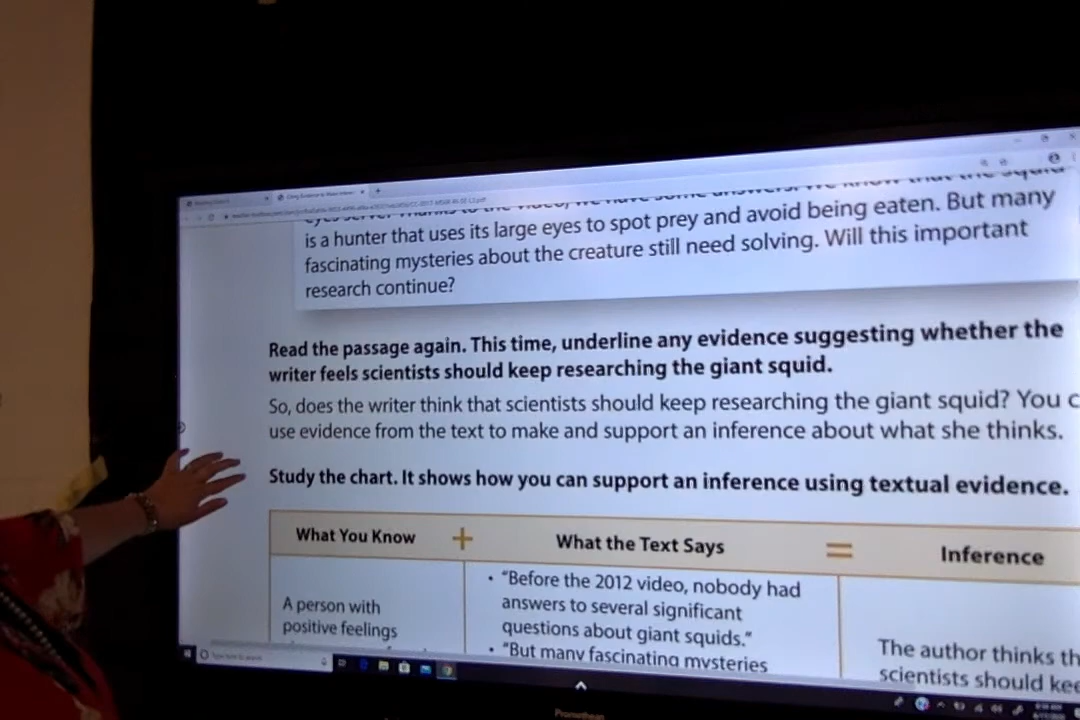 is a hunter that uses its large eyes to spot prey and avoid being eaten. But many
fascinating mysteries about the creature still need solving. Will this important
research continue?
Read the passage again. This time, underline any evidence suggesting whether the
writer feels scientists should keep researching the giant squid.
So, does the writer think that scientists should keep researching the giant squid? You c
use evidence from the text to make and support an inference about what she thinks.
Study the chart. It shows how you can support an inference using textual evidence.
What You Know + What the Text Says = Inference
A person with
positive feelings
• "Before the 2012 video, nobody had
answers to several significant
questions about giant squids."
• "But many fascinating mysteries
The author thinks th
scientists should kee
Promethean